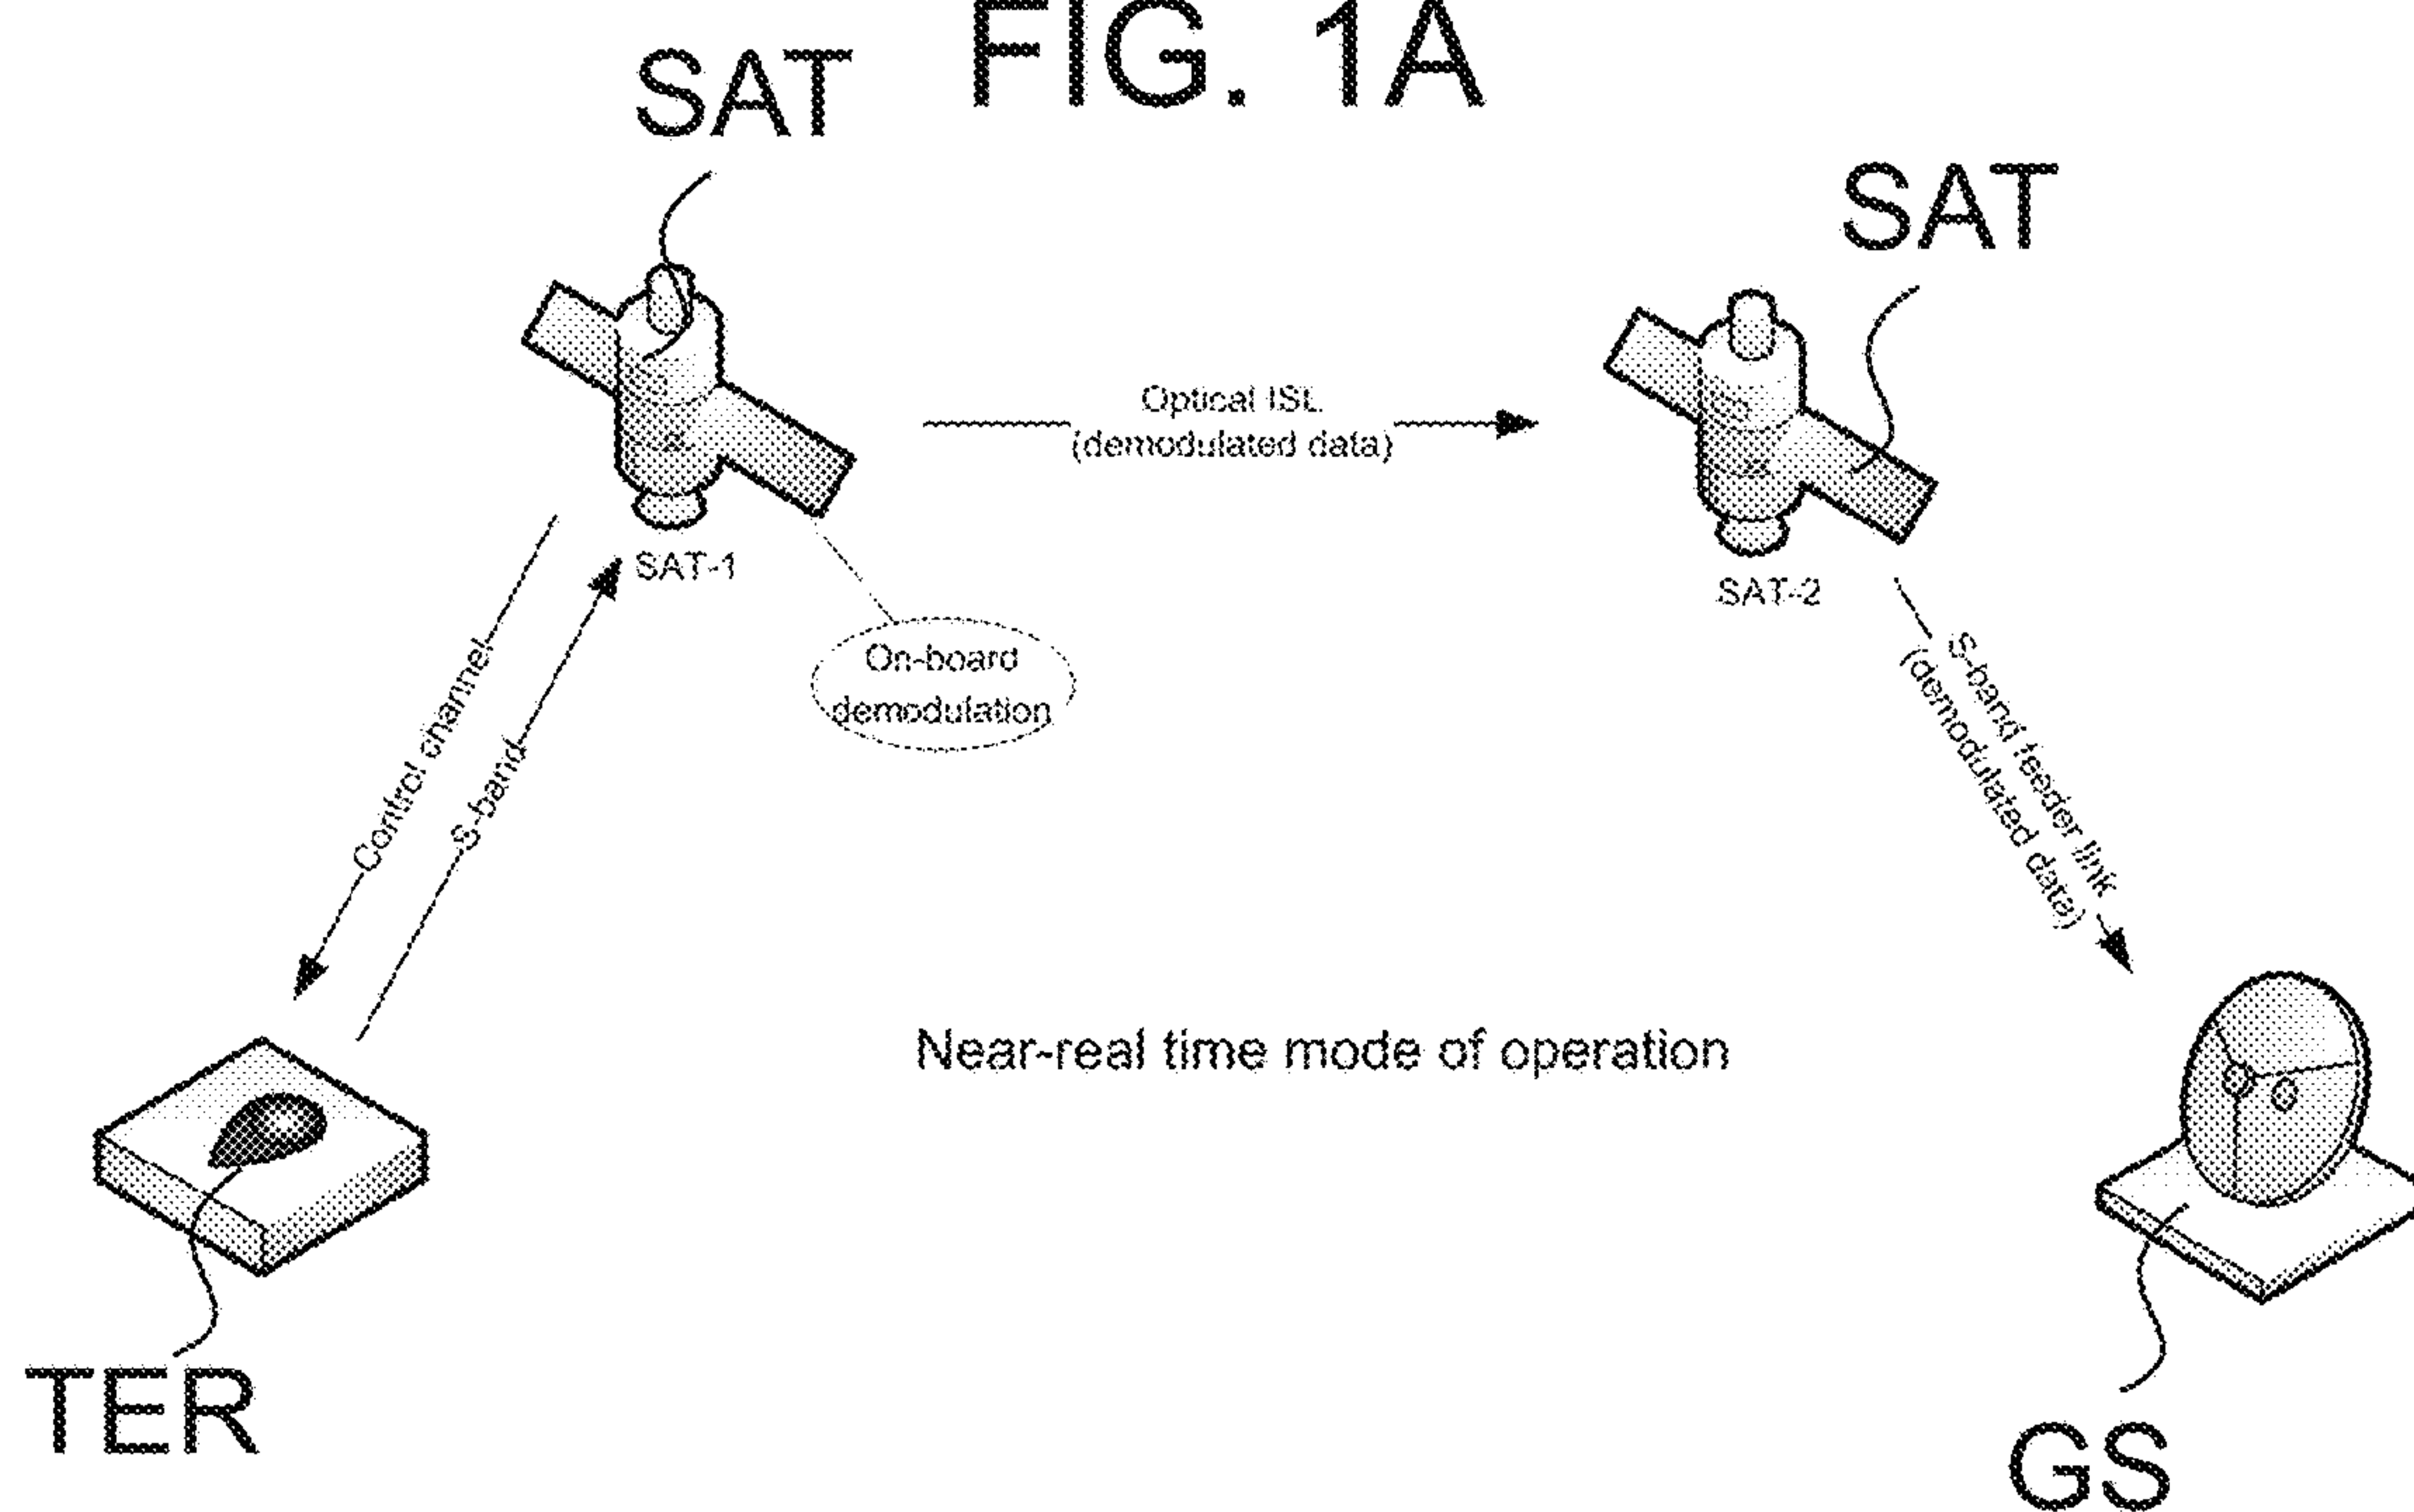 FIG. 1A
SAT
SAT
Optical ISL
(demodulated data)
SAT-1
SAT-2
On-board
demodulation
Control channel
S-band
S-band feeder link
(demodulated data)
Near-real time mode of operation
TER
GS